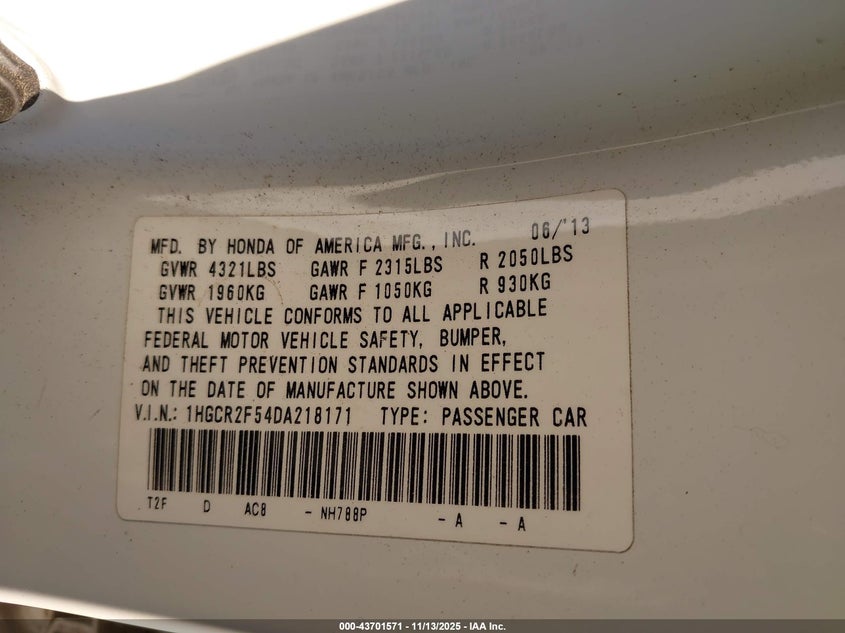 MFD. BY HONDA OF AMERICA MFG., INC. 06/'13
GVWR 4321LBS GAWR F 2315LBS R 2050LBS
GVWR 1960KG GAWR F 1050KG R 930KG
THIS VEHICLE CONFORMS TO ALL APPLICABLE
FEDERAL MOTOR VEHICLE SAFETY, BUMPER,
AND THEFT PREVENTION STANDARDS IN EFFECT
ON THE DATE OF MANUFACTURE SHOWN ABOVE.
V.I.N.: 1HGCR2F54DA218171 TYPE: PASSENGER CAR
T2F D AC8 - NH788P - A - A
000-43701571 - 11/13/2025 - IAA Inc.